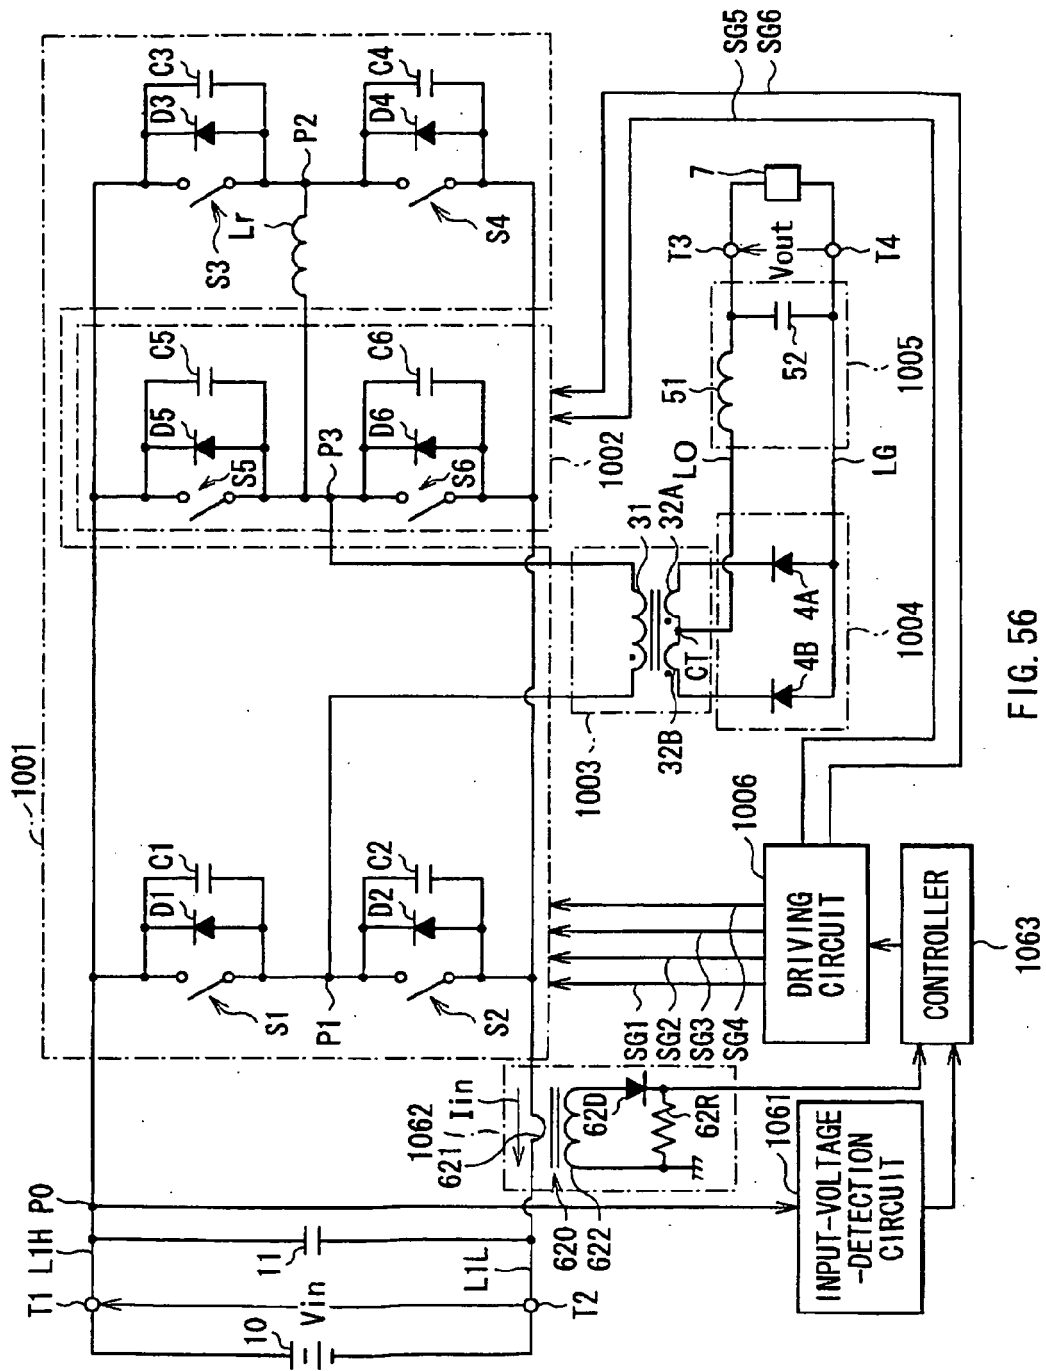 1001
C3
D3
C4
D4
P2
S3
Lr
S4
SG5
SG6
C5
D5
S5
C6
D6
S6
P3
1002
7
T3
Vout
T4
51
52
1005
LO
LG
31
32A
4A
4B
CT
32B
1003
1004
C1
D1
S1
C2
D2
S2
P1
SG1
SG2
SG3
SG4
1006
DRIVING
CIRCUIT
CONTROLLER
1063
1062
Iin
621
62D
62R
620
622
1061
INPUT-VOLTAGE
-DETECTION
CIRCUIT
P0
L1H
T1
11
L1L
10
Vin
T2
FIG. 56